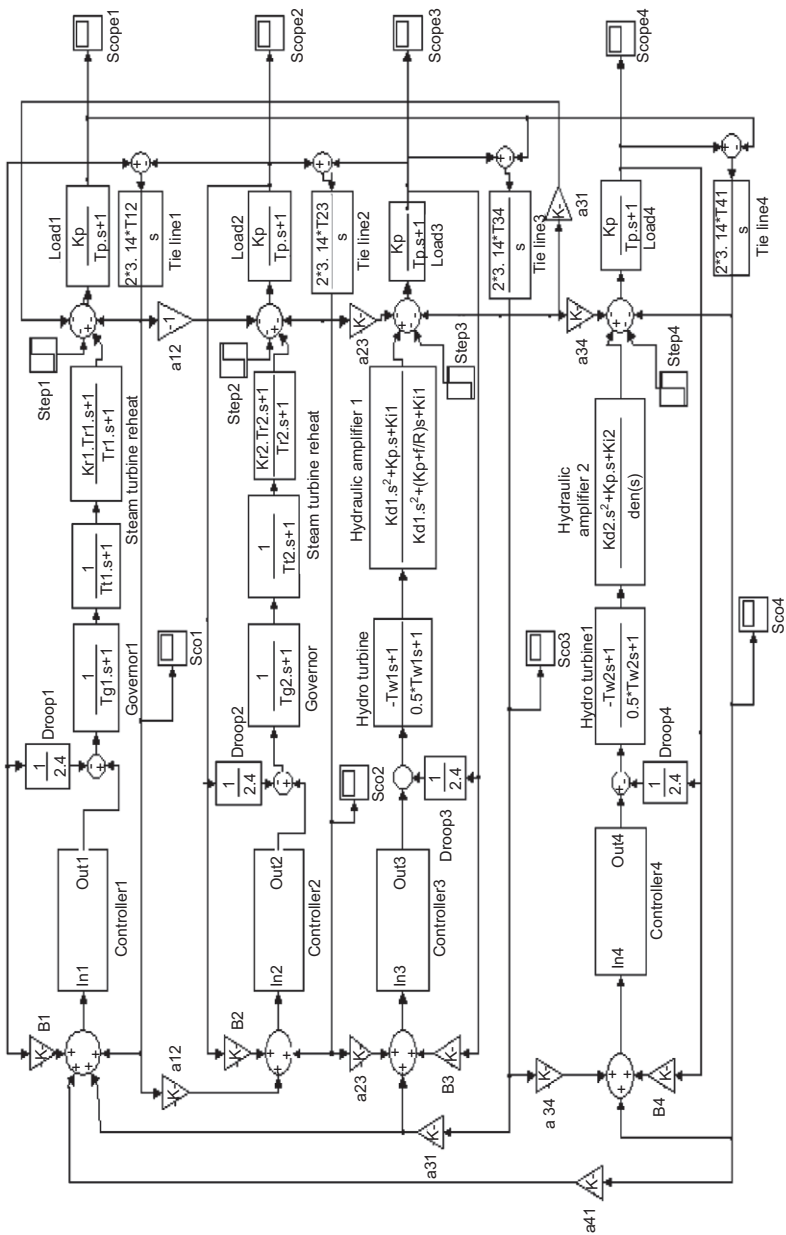 Scope1
Scope2
Scope3
Scope4
Load1
Kp
Tp.s+1
2*3. 14*T12
s
Tie line1
Load2
Kp
Tp.s+1
2*3. 14*T23
s
Tie line2
Kp
Tp.s+1
Load3
2*3. 14*T34
s
Tie line3
K-
a31
Kp
Tp.s+1
Load4
2*3. 14*T41
s
Tie line4
Step1
-1
a12
Step2
K-
a23
Step3
K-
a34
Step4
Kr1.Tr1.s+1
Tr1.s+1
Steam turbine reheat
1
Tt1.s+1
1
Tg1.s+1
Governor1
Droop1
1
2.4
Kr2.Tr2.s+1
Tr2.s+1
Steam turbine reheat
1
Tt2.s+1
1
Tg2.s+1
Governor
Droop2
1
2.4
Sco1
Hydraulic amplifier 1
Kd1.s²+Kp.s+Ki1
Kd1.s²+(Kp+f/R)s+Ki1
Hydro turbine
-Tw1s+1
0.5*Tw1s+1
Sco2
1
2.4
Droop3
Sco3
Hydraulic
amplifier 2
Kd2.s²+Kp.s+Ki2
den(s)
Hydro turbine1
-Tw2s+1
0.5*Tw2s+1
1
2.4
Droop4
Sco4
In1
Out1
Controller1
In2
Out2
Controller2
In3
Out3
Controller3
In4
Out4
Controller4
K-
B1
K-
a12
K-
B2
K-
a23
K-
B3
K-
a31
K-
a 34
K-
B4
K-
a41